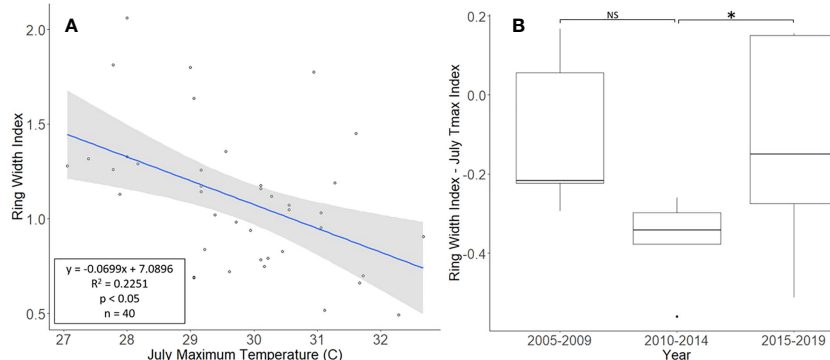 A
Ring Width Index
2.0
1.5
1.0
0.5
y = -0.0699x + 7.0896
R² = 0.2251
p < 0.05
n = 40
27 28 29 30 31 32
July Maximum Temperature (C)
B
Ring Width Index - July Tmax Index
0.2
0.0
-0.2
-0.4
NS
*
2005-2009 2010-2014 2015-2019
Year